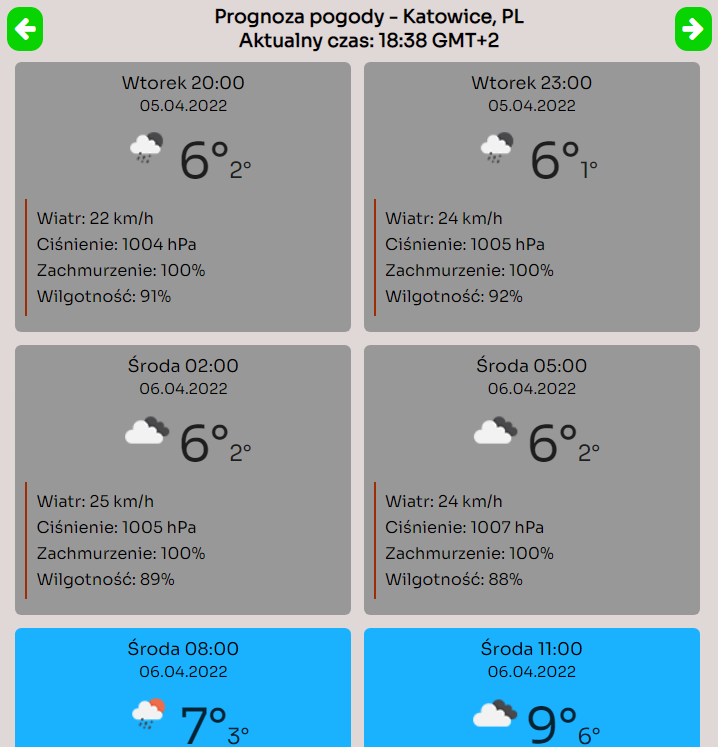 Prognoza pogody - Katowice, PL
Aktualny czas: 18:38 GMT+2
Wtorek 20:00
05.04.2022
6° 2°
Wiatr: 22 km/h
Ciśnienie: 1004 hPa
Zachmurzenie: 100%
Wilgotność: 91%
Wtorek 23:00
05.04.2022
6° 1°
Wiatr: 24 km/h
Ciśnienie: 1005 hPa
Zachmurzenie: 100%
Wilgotność: 92%
Środa 02:00
06.04.2022
6° 2°
Wiatr: 25 km/h
Ciśnienie: 1005 hPa
Zachmurzenie: 100%
Wilgotność: 89%
Środa 05:00
06.04.2022
6° 2°
Wiatr: 24 km/h
Ciśnienie: 1007 hPa
Zachmurzenie: 100%
Wilgotność: 88%
Środa 08:00
06.04.2022
7° 3°
Środa 11:00
06.04.2022
9° 6°